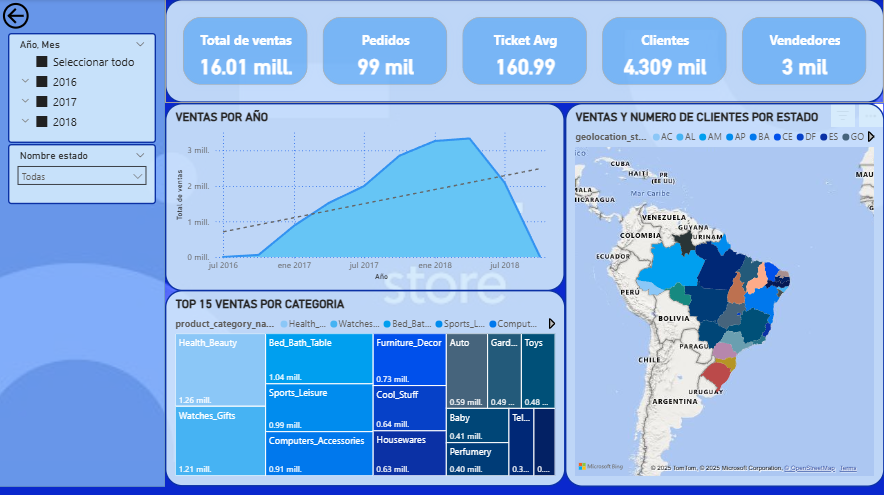 Año, Mes
Seleccionar todo
2016
2017
2018
Nombre estado
Todas
Total de ventas
16.01 mill.
Pedidos
99 mil
Ticket Avg
160.99
Clientes
4.309 mil
Vendedores
3 mil
VENTAS POR AÑO
Total de ventas
3 mill.
2 mill.
1 mill.
0 mill.
jul 2016
ene 2017
jul 2017
ene 2018
jul 2018
Año
store
TOP 15 VENTAS POR CATEGORIA
product_category_na...
Health_...
Watches...
Bed_Bat...
Sports_L...
Comput...
Health_Beauty
1.26 mill.
Watches_Gifts
1.21 mill.
Bed_Bath_Table
1.04 mill.
Sports_Leisure
0.99 mill.
Computers_Accessories
0.91 mill.
Furniture_Decor
0.73 mill.
Cool_Stuff
0.64 mill.
Housewares
0.63 mill.
Auto
0.59 mill.
Gard...
0.49 ...
Toys
0.48 ...
Baby
0.41 mill.
Perfumery
0.40 mill.
Tel...
0.3...
0....
VENTAS Y NUMERO DE CLIENTES POR ESTADO
geolocation_st...
AC
AL
AM
AP
BA
CE
DF
ES
GO
CUBA
HAITÍ
PR
(EE UU)
MALA
Mar Caribe
NICARAGUA
MAU
VENEZUELA
GUYANA
SURINAM
COLOMBIA
ECUADOR
PERÚ
BOLIVIA
PARAGUAY
CHILE
URUGUAY
ARGENTINA
Microsoft Bing
© 2025 TomTom, © 2025 Microsoft Corporation, © OpenStreetMap Terms